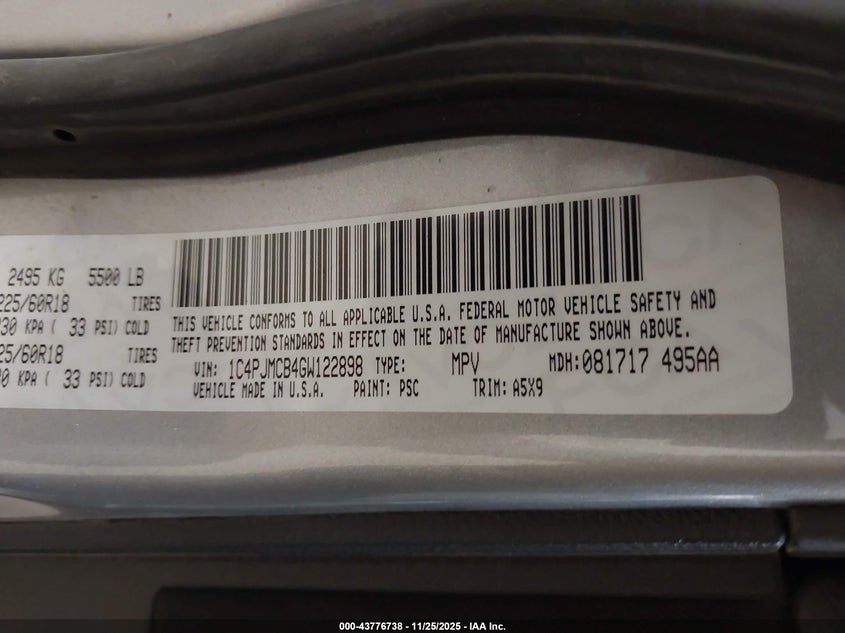 2495 KG 5500 LB
225/60R18 TIRES
30 KPA ( 33 PSI) COLD
25/60R18 TIRES
0 KPA ( 33 PSI) COLD
THIS VEHICLE CONFORMS TO ALL APPLICABLE U.S.A. FEDERAL MOTOR VEHICLE SAFETY AND
THEFT PREVENTION STANDARDS IN EFFECT ON THE DATE OF MANUFACTURE SHOWN ABOVE.
VIN: 1C4PJMCB4GW122898 TYPE: MPV MDH:081717 495AA
VEHICLE MADE IN U.S.A. PAINT: PSC TRIM: A5X9
000-43776738 - 11/25/2025 - IAA Inc.